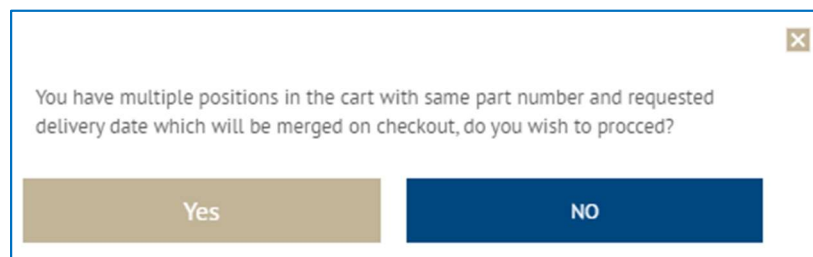 You have multiple positions in the cart with same part number and requested
delivery date which will be merged on checkout, do you wish to procced?
Yes
NO